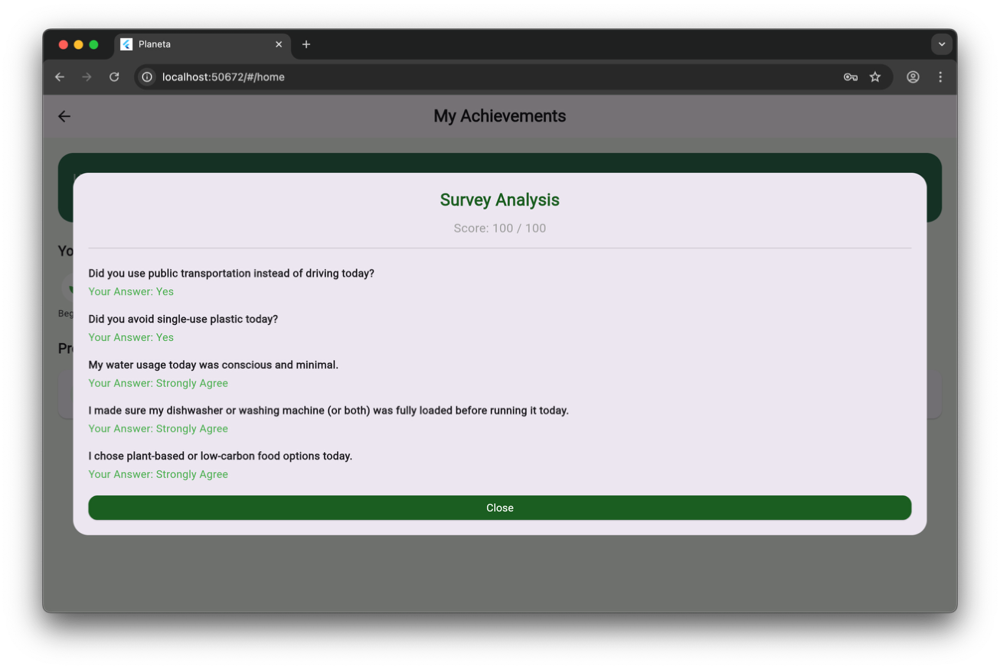 Planeta
localhost:50672/#/home
My Achievements
Survey Analysis
Score: 100 / 100
Yo
Did you use public transportation instead of driving today?
Your Answer: Yes
Beg
Did you avoid single-use plastic today?
Your Answer: Yes
Pr
My water usage today was conscious and minimal.
Your Answer: Strongly Agree
I made sure my dishwasher or washing machine (or both) was fully loaded before running it today.
Your Answer: Strongly Agree
I chose plant-based or low-carbon food options today.
Your Answer: Strongly Agree
Close